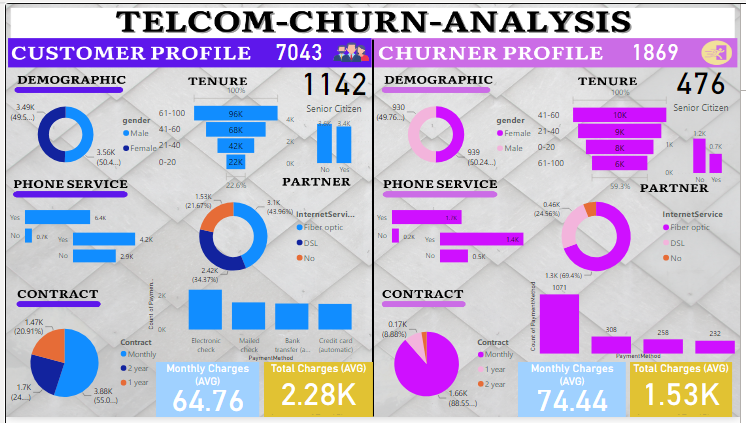 TELCOM-CHURN-ANALYSIS
CUSTOMER PROFILE 7043
CHURNER PROFILE 1869
DEMOGRAPHIC
3.49K
(49.5...)
3.56K
(50.4...)
gender
Male
Female
TENURE
100%
61-100 96K
41-60 68K
21-40 42K
0-20 22K
22.6%
1142
Senior Citizen
4K
2K
0K
3.4K
No Yes
PARTNER
PHONE SERVICE
Yes 6.4K
No 0.7K
Yes 4.2K
No 2.9K
1.53K
(21.67%)
3.1K
(43.96%)
2.42K
(34.37%)
InternetServi...
Fiber optic
DSL
No
CONTRACT
1.47K
(20.91%)
1.7K
(24....)
3.88K
(55.0...)
Contract
Monthly
2 year
1 year
Count of Paymen...
2K
0K
Electronic check
Mailed check
Bank transfer (a...
Credit card (automatic)
PaymentMethod
Monthly Charges
(AVG)
64.76
Total Charges (AVG)
2.28K
DEMOGRAPHIC
930
(49.76...)
939
(50.24...)
gender
Female
Male
TENURE
100%
41-60 10K
21-40 9K
0-20 8K
61-100 6K
59.3%
476
Senior Citizen
1K
0K
1.2K
0.7K
No Yes
PARTNER
PHONE SERVICE
Yes 1.7K
No 0.2K
Yes 1.4K
No 0.5K
0.46K
(24.56%)
1.3K (69.4%)
InternetService
Fiber optic
DSL
No
CONTRACT
0.17K
(8.88%)
1.66K
(88.55...)
Contract
Monthly
1 year
2 year
Count of PaymentMethod
1071
308
258
232
PaymentMethod
Monthly Charges
(AVG)
74.44
Total Charges (AVG)
1.53K